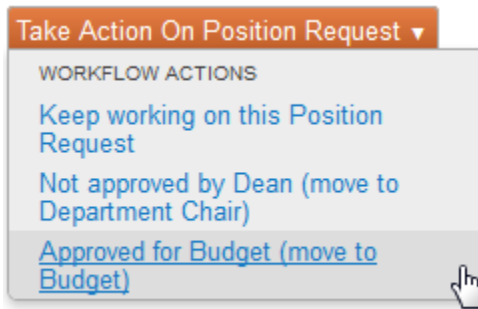 Take Action On Position Request ▼
WORKFLOW ACTIONS
Keep working on this Position
Request
Not approved by Dean (move to
Department Chair)
Approved for Budget (move to
Budget)